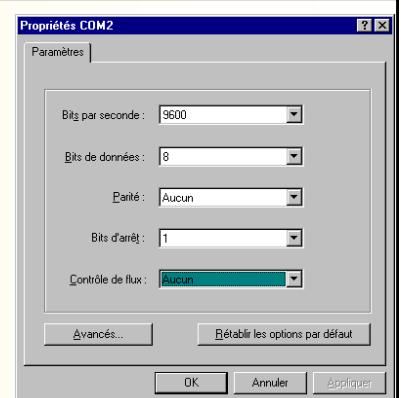 Propriétés COM2
Paramètres
Bits par seconde : 9600
Bits de données : 8
Parité : Aucun
Bits d'arrêt : 1
Contrôle de flux : Aucun
Avancés... Rétablir les options par défaut
OK Annuler Appliquer